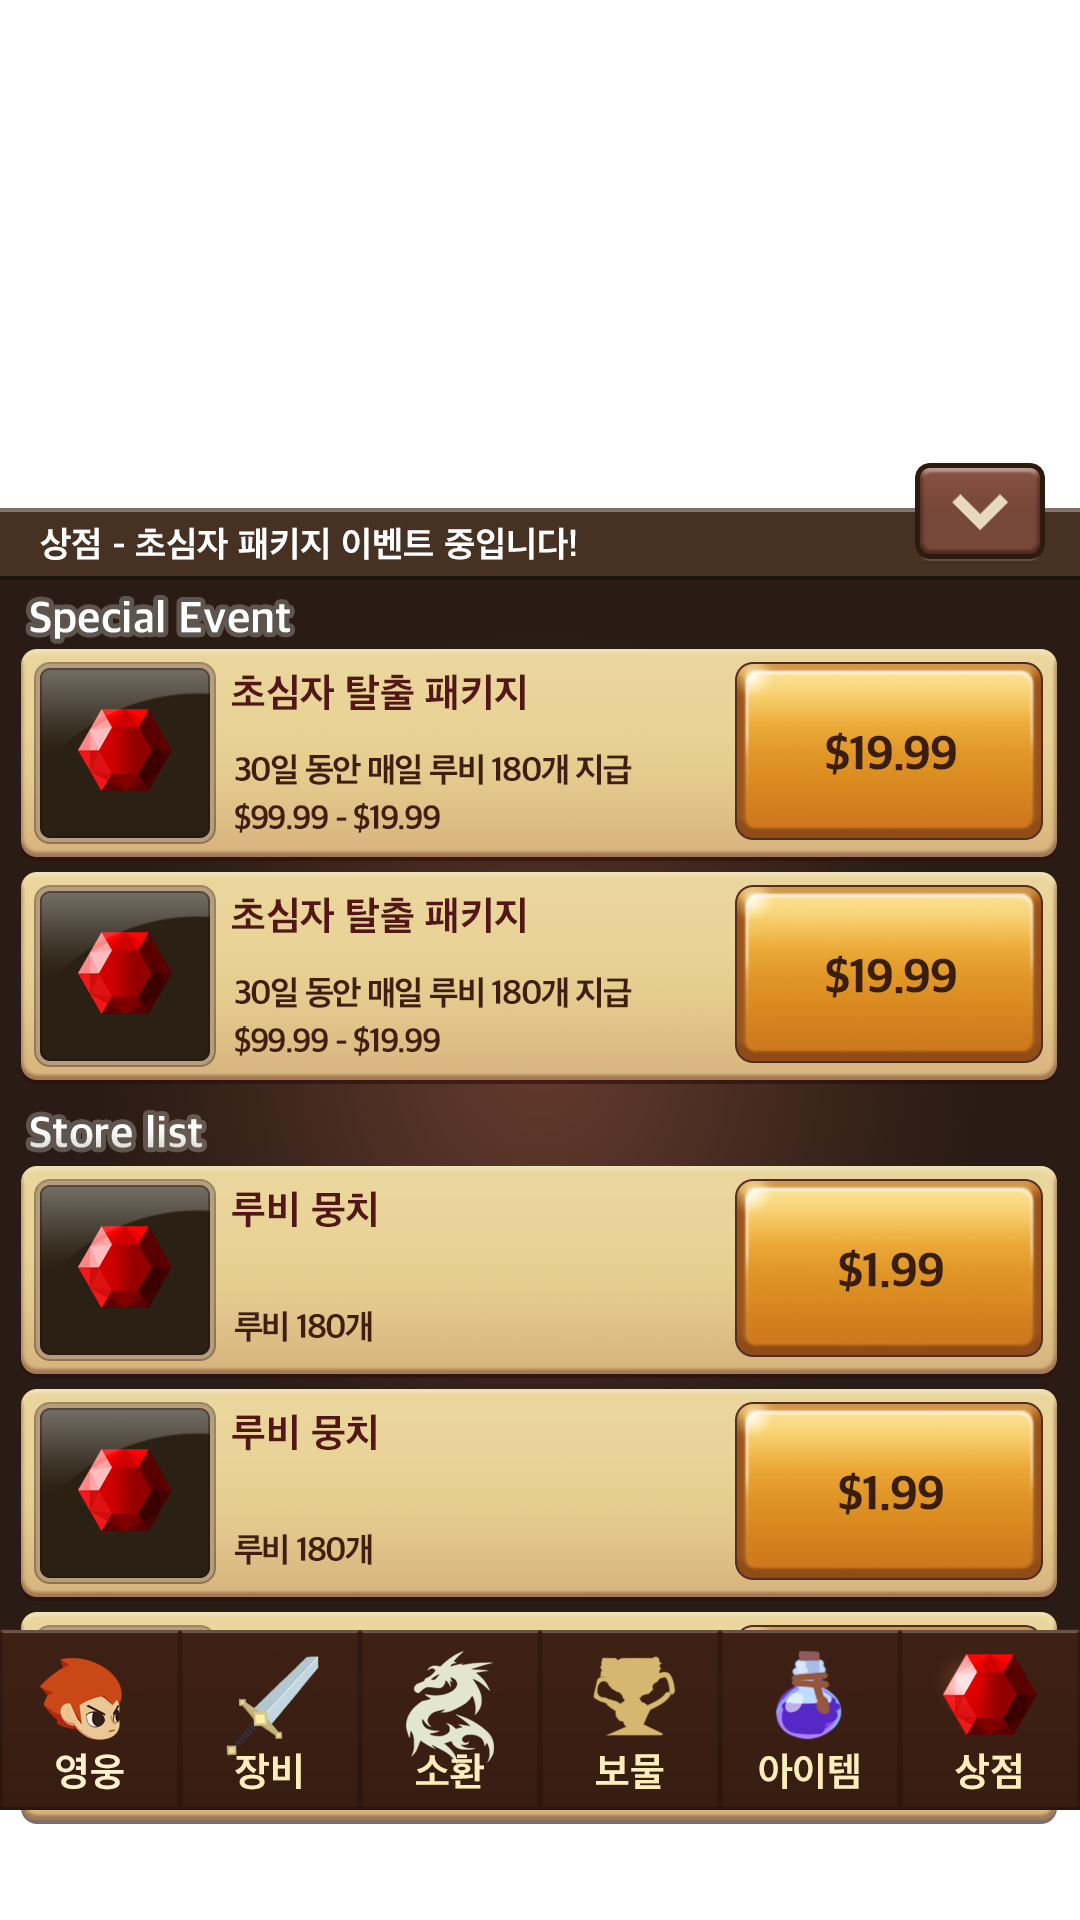 상점 - 초심자 패키지 이벤트 중입니다!
Special Event
초심자 탈출 패키지
30일 동안 매일 루비 180개 지급
$99.99 - $19.99
$19.99
초심자 탈출 패키지
30일 동안 매일 루비 180개 지급
$99.99 - $19.99
$19.99
Store list
루비 뭉치
루비 180개
$1.99
루비 뭉치
루비 180개
$1.99
영웅 장비 소환 보물 아이템 상점